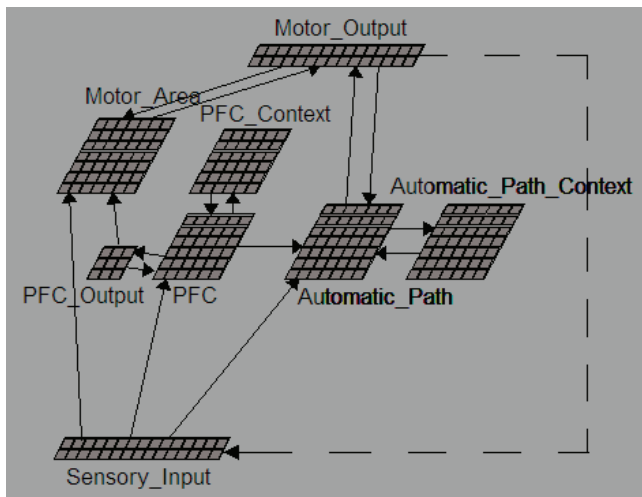 Motor_Output
Motor_Area
PFC_Context
Automatic_Path_Context
PFC_Output
PFC
Automatic_Path
Sensory_Input